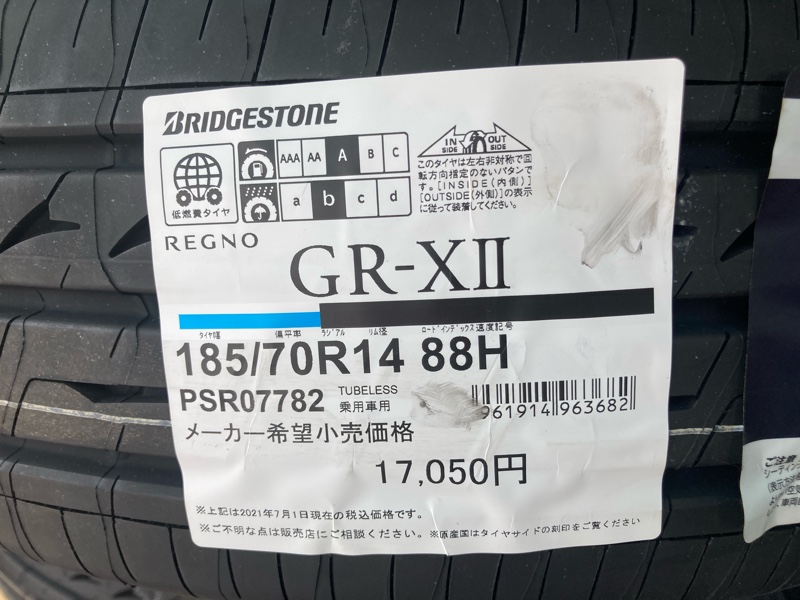 BRIDGESTONE
AAA AA A B C
a b c d
低燃費タイヤ
IN SIDE OUT SIDE
このタイヤは左右非対称で回
転方向指定のないパタンで
す。[INSIDE(内側)]
[OUTSIDE(外側)]の表示
に従って装着してください。
REGNO
GR-XII
タイヤ幅 偏平率 ラジアル リム径 ロードインデックス 速度記号
185/70R14 88H
PSR07782 TUBELESS
乗用車用
961914 963682
メーカー希望小売価格
17,050円
※上記は2021年7月1日現在の税込価格です。
※ご不明な点は販売店にご相談ください。 ※原産国はタイヤサイドの刻印をご覧ください
ご注意